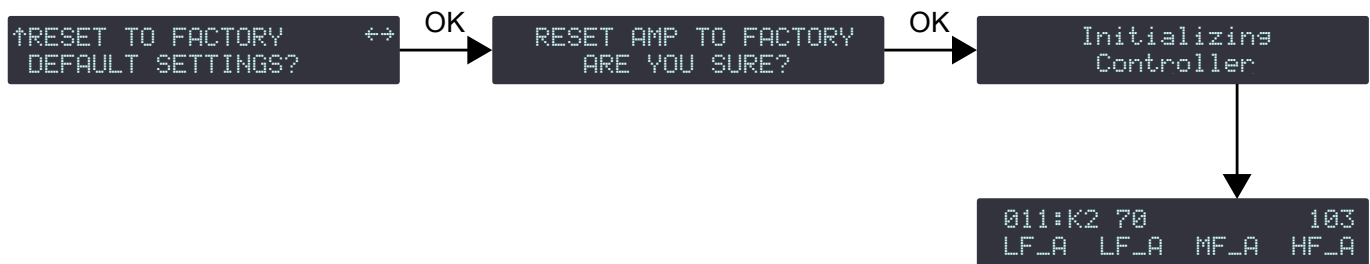 ↑RESET TO FACTORY ←→
DEFAULT SETTINGS?
OK
RESET AMP TO FACTORY
ARE YOU SURE?
OK
Initializing
Controller
011:K2 70 103
LF_A LF_A MF_A HF_A